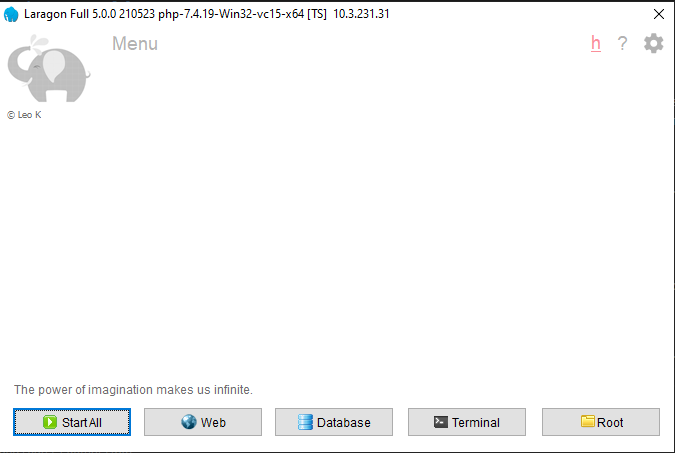 Laragon Full 5.0.0 210523 php-7.4.19-Win32-vc15-x64 [TS]  10.3.231.31
Menu
h
?
© Leo K
The power of imagination makes us infinite.
Start All
Web
Database
Terminal
Root